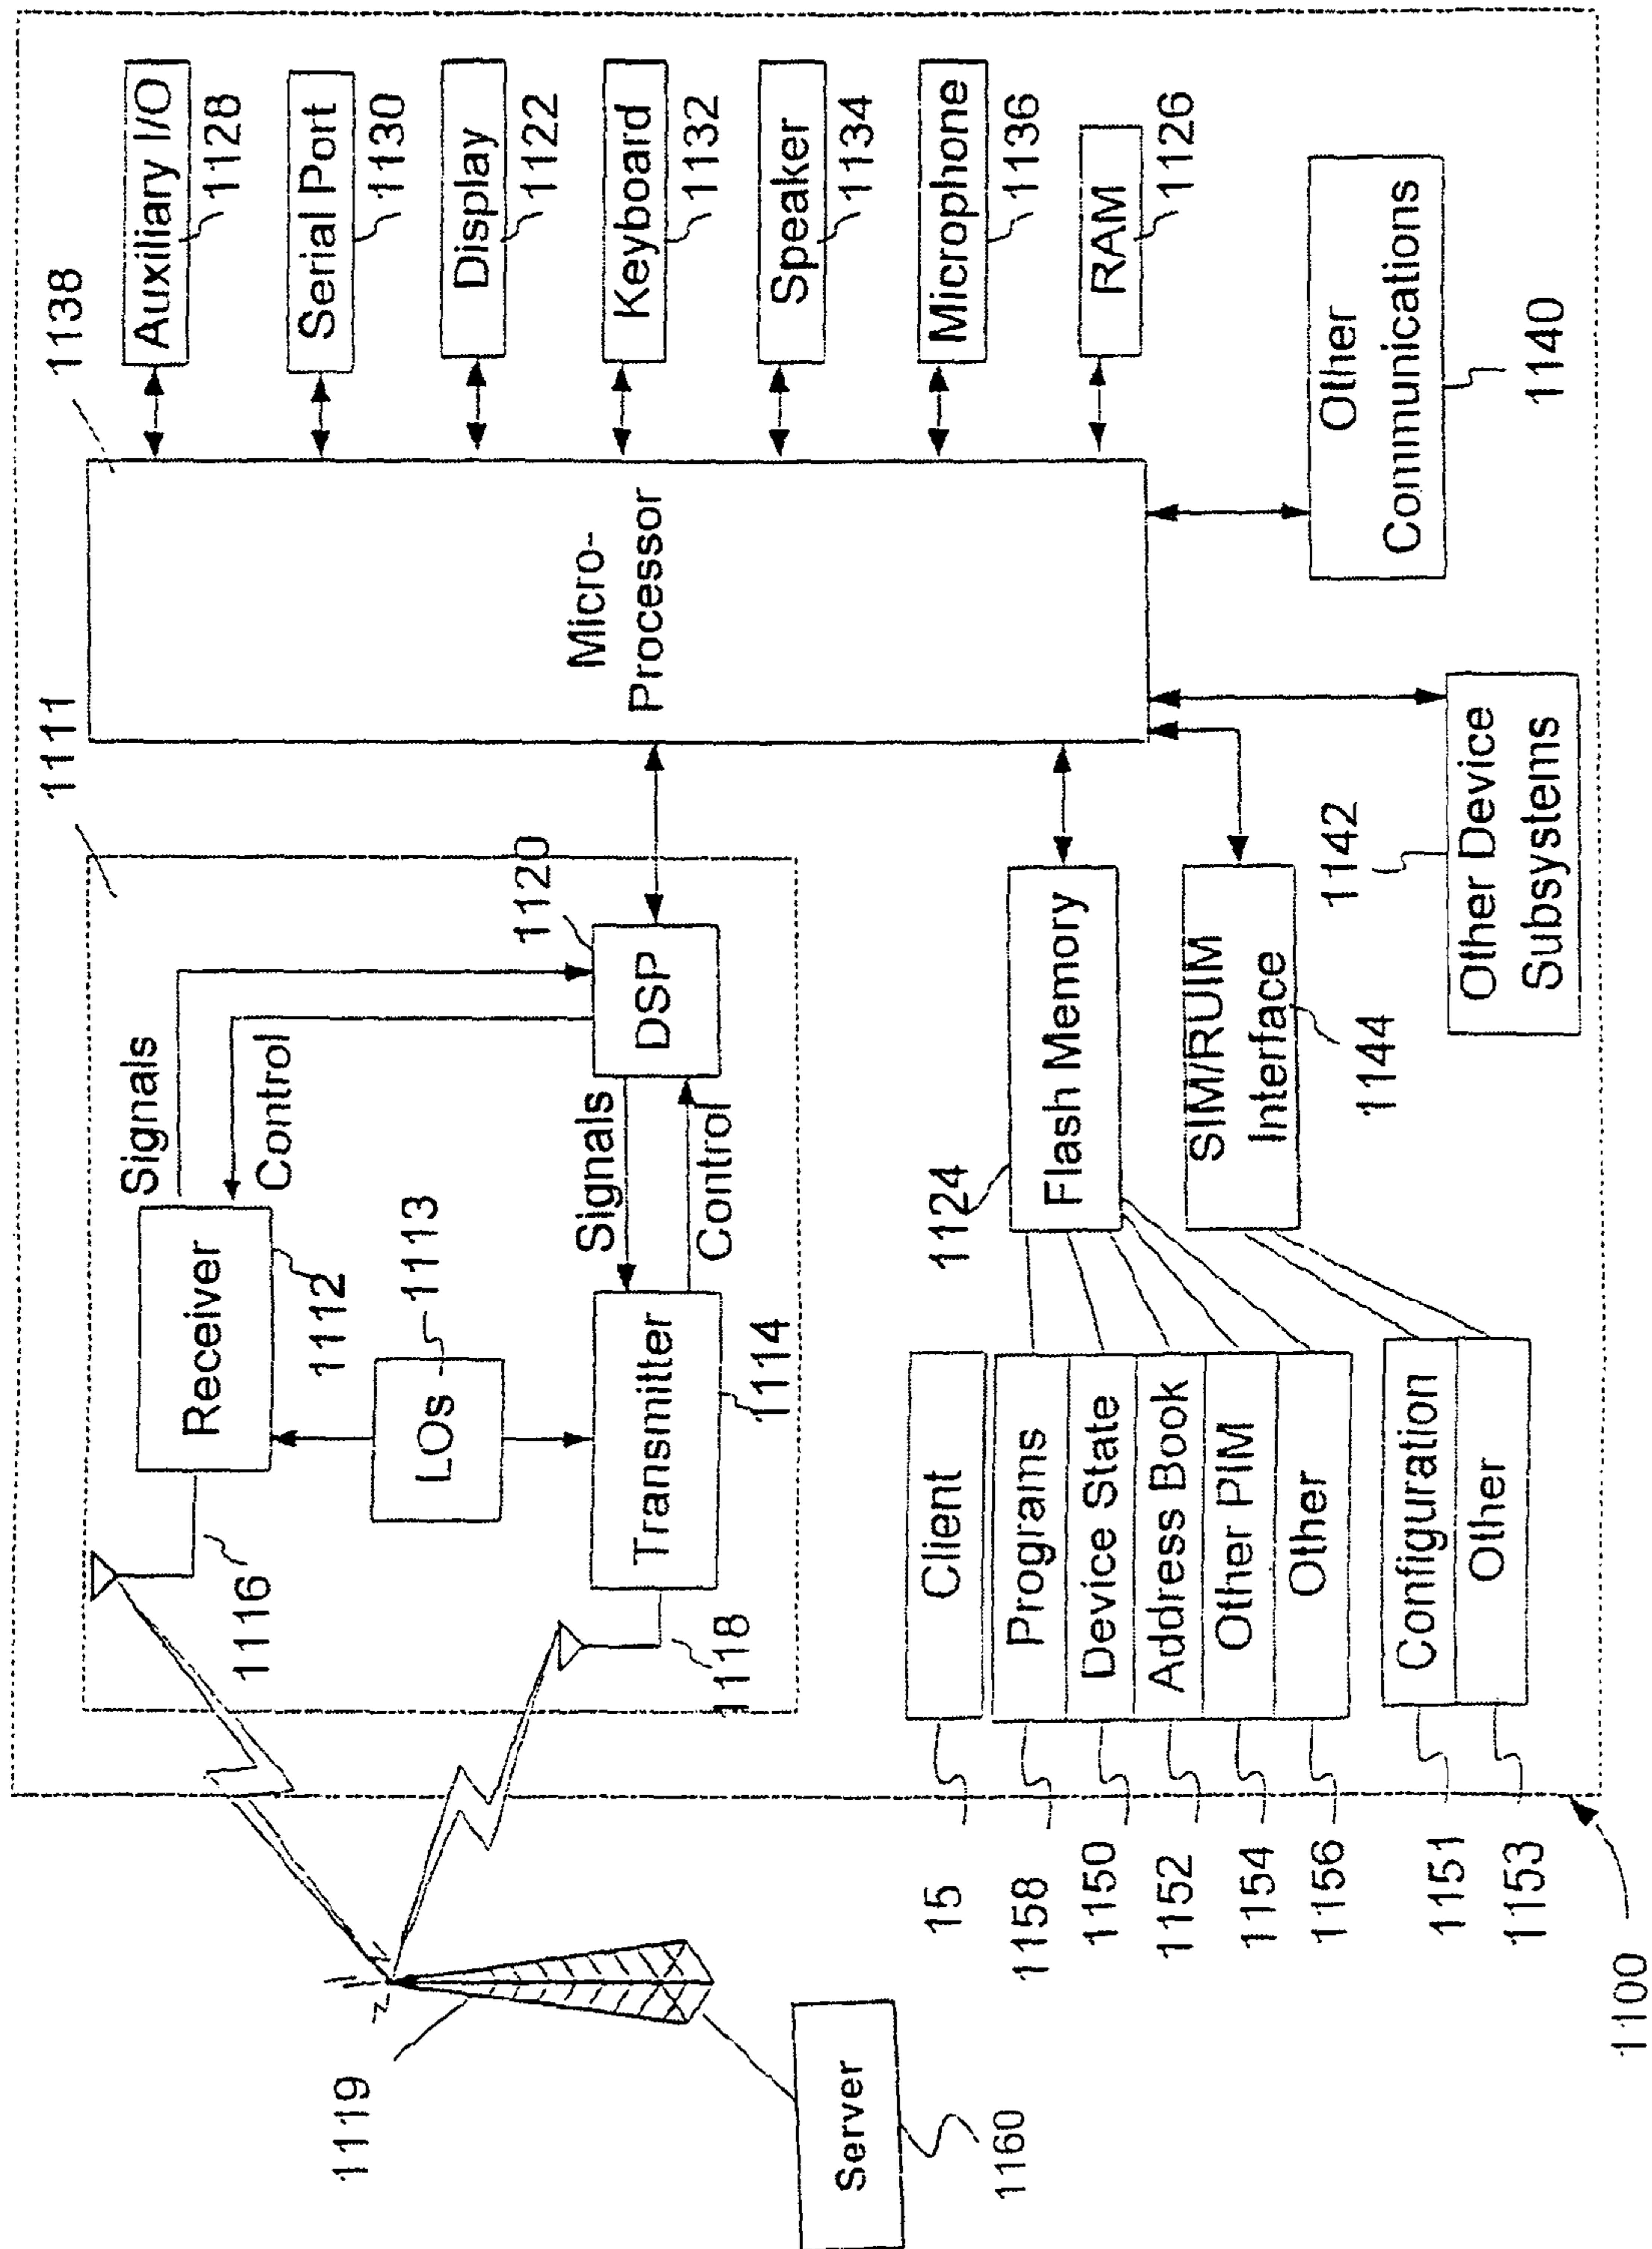 1138
1111
Auxiliary I/O
1128
Serial Port
1130
Display
1122
Keyboard
1132
Speaker
1134
Microphone
1136
RAM
1126
Micro-
Processor
Other
Communications
1140
Other Device
Subsystems
1142
Signals
Control
1120
DSP
Receiver
1112
LOs
1113
Signals
Control
Transmitter
1114
1116
1118
1124
Flash Memory
SIM/RUIM
Interface
1144
Client
Programs
Device State
Address Book
Other PIM
Other
Configuration
Other
15
1158
1150
1152
1154
1156
1151
1153
1119
Server
1160
1100